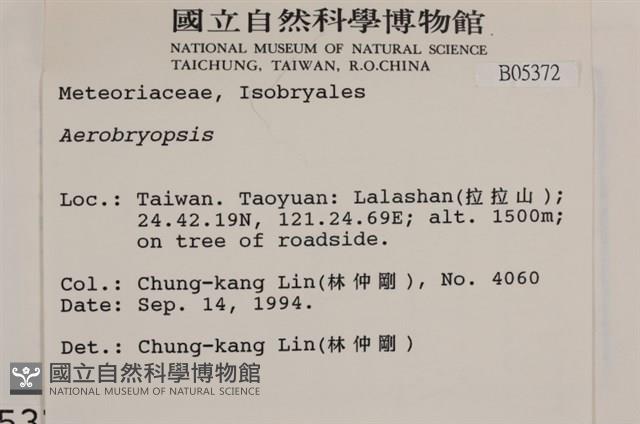 國立自然科學博物館
NATIONAL MUSEUM OF NATURAL SCIENCE
TAICHUNG, TAIWAN, R.O.CHINA
B05372
Meteoriaceae, Isobryales
Aerobryopsis
Loc.: Taiwan. Taoyuan: Lalashan(拉拉山);
24.42.19N, 121.24.69E; alt. 1500m;
on tree of roadside.
Col.: Chung-kang Lin(林仲剛), No. 4060
Date: Sep. 14, 1994.
Det.: Chung-kang Lin(林仲剛)
國立自然科學博物館
NATIONAL MUSEUM OF NATURAL SCIENCE